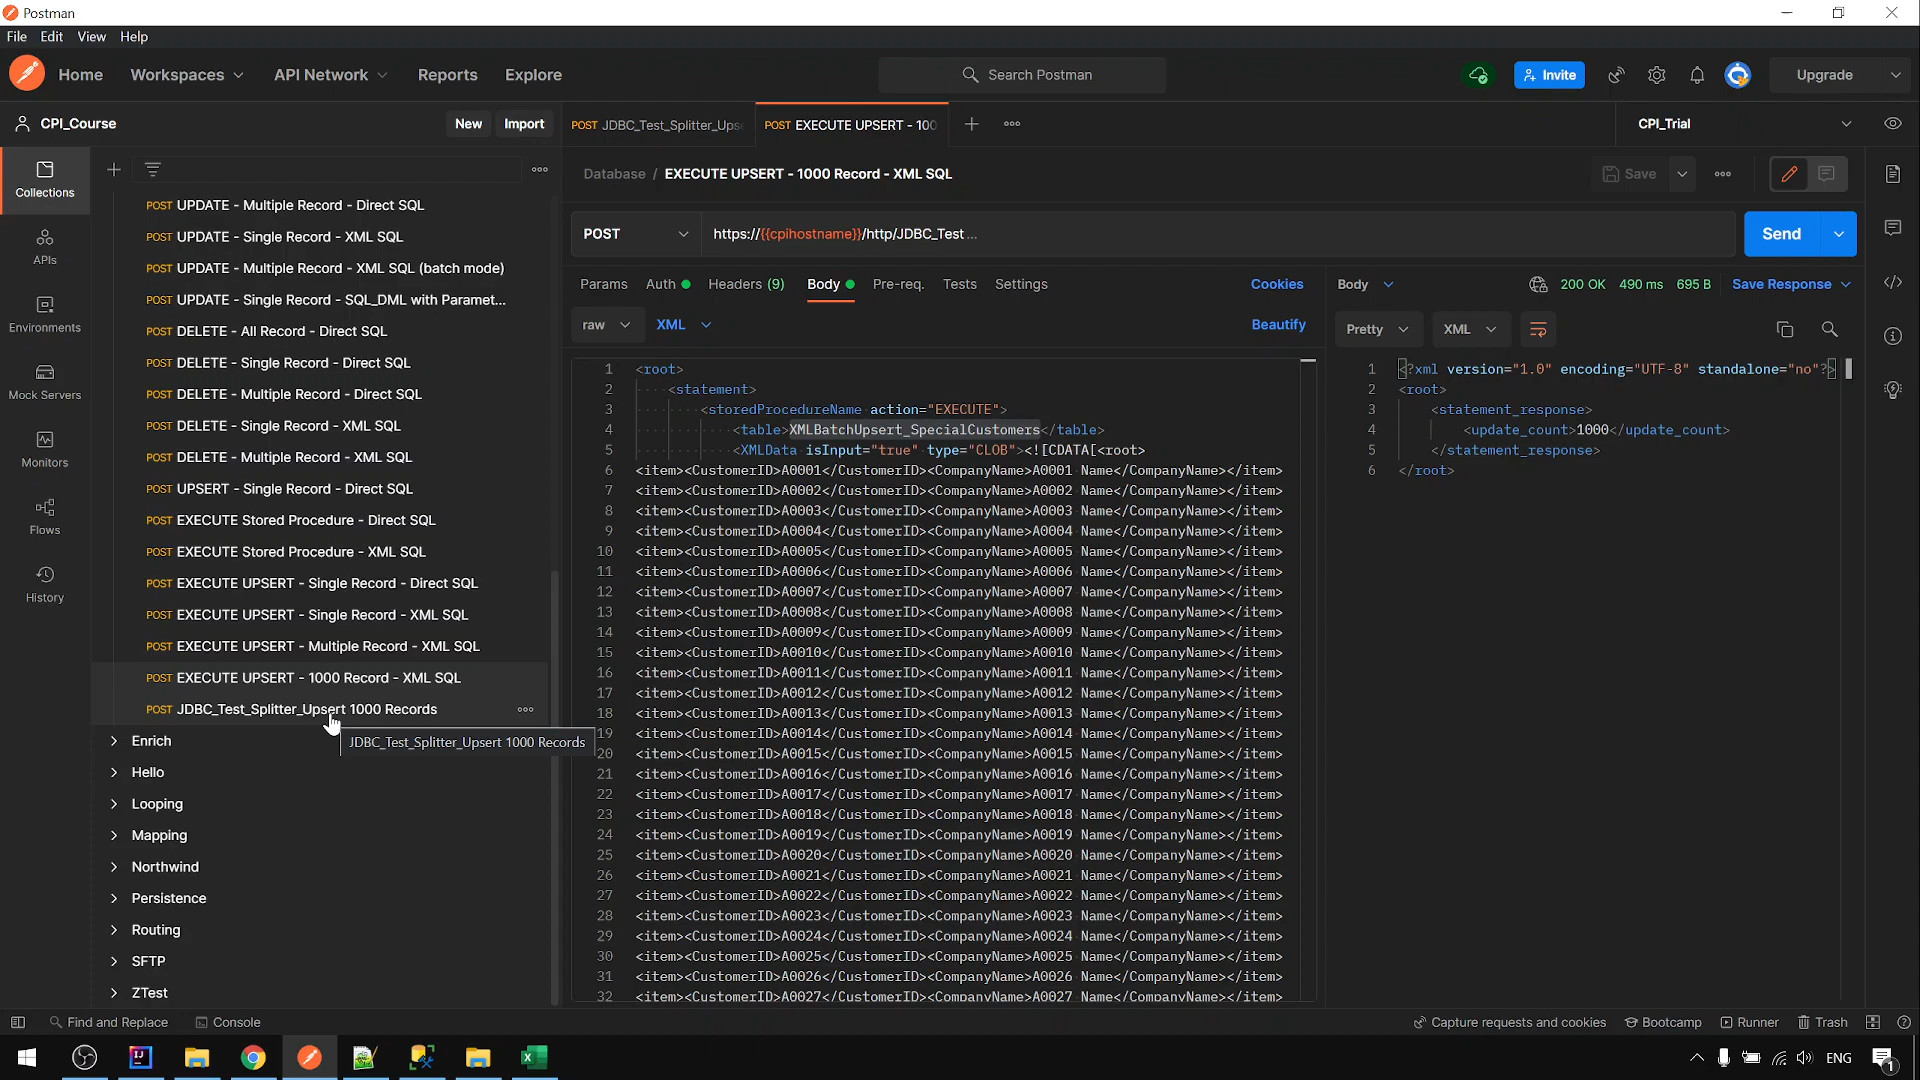 Postman
File Edit View Help
Home Workspaces API Network Reports Explore Search Postman Invite Upgrade
CPI_Course New Import
POST JDBC_Test_Splitter_Ups
POST EXECUTE UPSERT - 100
CPI_Trial
Collections
APIs
Environments
Mock Servers
Monitors
Flows
History
POST UPDATE - Multiple Record - Direct SQL
POST UPDATE - Single Record - XML SQL
POST UPDATE - Multiple Record - XML SQL (batch mode)
POST UPDATE - Single Record - SQL_DML with Paramet...
POST DELETE - All Record - Direct SQL
POST DELETE - Single Record - Direct SQL
POST DELETE - Multiple Record - Direct SQL
POST DELETE - Single Record - XML SQL
POST DELETE - Multiple Record - XML SQL
POST UPSERT - Single Record - Direct SQL
POST EXECUTE Stored Procedure - Direct SQL
POST EXECUTE Stored Procedure - XML SQL
POST EXECUTE UPSERT - Single Record - Direct SQL
POST EXECUTE UPSERT - Single Record - XML SQL
POST EXECUTE UPSERT - Multiple Record - XML SQL
POST EXECUTE UPSERT - 1000 Record - XML SQL
POST JDBC_Test_Splitter_Upsert 1000 Records
JDBC_Test_Splitter_Upsert 1000 Records
Enrich
Hello
Looping
Mapping
Northwind
Persistence
Routing
SFTP
ZTest
Database / EXECUTE UPSERT - 1000 Record - XML SQL
Save
POST https://{{cpihostname}}/http/JDBC_Test ...
Send
Params Auth Headers (9) Body Pre-req. Tests Settings Cookies
raw XML Beautify
1 <root>
2 <statement>
3 <storedProcedureName action="EXECUTE">
4 <table>XMLBatchUpsert_SpecialCustomers</table>
5 <XMLData isInput="true" type="CLOB"><![CDATA[<root>
6 <item><CustomerID>A0001</CustomerID><CompanyName>A0001 Name</CompanyName></item>
7 <item><CustomerID>A0002</CustomerID><CompanyName>A0002 Name</CompanyName></item>
8 <item><CustomerID>A0003</CustomerID><CompanyName>A0003 Name</CompanyName></item>
9 <item><CustomerID>A0004</CustomerID><CompanyName>A0004 Name</CompanyName></item>
10 <item><CustomerID>A0005</CustomerID><CompanyName>A0005 Name</CompanyName></item>
11 <item><CustomerID>A0006</CustomerID><CompanyName>A0006 Name</CompanyName></item>
12 <item><CustomerID>A0007</CustomerID><CompanyName>A0007 Name</CompanyName></item>
13 <item><CustomerID>A0008</CustomerID><CompanyName>A0008 Name</CompanyName></item>
14 <item><CustomerID>A0009</CustomerID><CompanyName>A0009 Name</CompanyName></item>
15 <item><CustomerID>A0010</CustomerID><CompanyName>A0010 Name</CompanyName></item>
16 <item><CustomerID>A0011</CustomerID><CompanyName>A0011 Name</CompanyName></item>
17 <item><CustomerID>A0012</CustomerID><CompanyName>A0012 Name</CompanyName></item>
18 <item><CustomerID>A0013</CustomerID><CompanyName>A0013 Name</CompanyName></item>
19 <item><CustomerID>A0014</CustomerID><CompanyName>A0014 Name</CompanyName></item>
20 <item><CustomerID>A0015</CustomerID><CompanyName>A0015 Name</CompanyName></item>
21 <item><CustomerID>A0016</CustomerID><CompanyName>A0016 Name</CompanyName></item>
22 <item><CustomerID>A0017</CustomerID><CompanyName>A0017 Name</CompanyName></item>
23 <item><CustomerID>A0018</CustomerID><CompanyName>A0018 Name</CompanyName></item>
24 <item><CustomerID>A0019</CustomerID><CompanyName>A0019 Name</CompanyName></item>
25 <item><CustomerID>A0020</CustomerID><CompanyName>A0020 Name</CompanyName></item>
26 <item><CustomerID>A0021</CustomerID><CompanyName>A0021 Name</CompanyName></item>
27 <item><CustomerID>A0022</CustomerID><CompanyName>A0022 Name</CompanyName></item>
28 <item><CustomerID>A0023</CustomerID><CompanyName>A0023 Name</CompanyName></item>
29 <item><CustomerID>A0024</CustomerID><CompanyName>A0024 Name</CompanyName></item>
30 <item><CustomerID>A0025</CustomerID><CompanyName>A0025 Name</CompanyName></item>
31 <item><CustomerID>A0026</CustomerID><CompanyName>A0026 Name</CompanyName></item>
32 <item><CustomerID>A0027</CustomerID><CompanyName>A0027 Name</CompanyName></item>
Body 200 OK 490 ms 695 B Save Response
Pretty XML
1 <?xml version="1.0" encoding="UTF-8" standalone="no"?>
2 <root>
3 <statement_response>
4 <update_count>1000</update_count>
5 </statement_response>
6 </root>
Find and Replace Console Capture requests and cookies Bootcamp Runner Trash
ENG 1